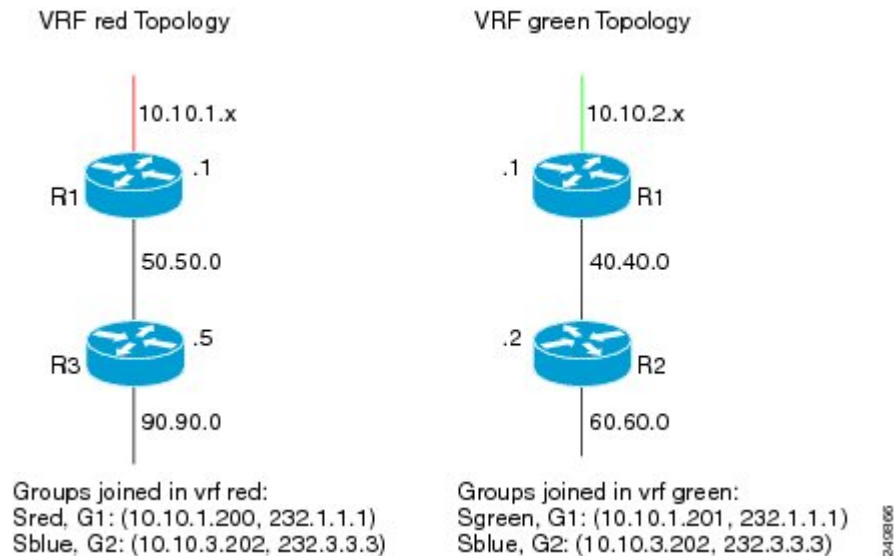 VRF red Topology
10.10.1.x
.1
R1
50.50.0
.5
R3
90.90.0
Groups joined in vrf red:
Sred, G1: (10.10.1.200, 232.1.1.1)
Sblue, G2: (10.10.3.202, 232.3.3.3)
VRF green Topology
10.10.2.x
.1
R1
40.40.0
.2
R2
60.60.0
Groups joined in vrf green:
Sgreen, G1: (10.10.1.201, 232.1.1.1)
Sblue, G2: (10.10.3.202, 232.3.3.3)